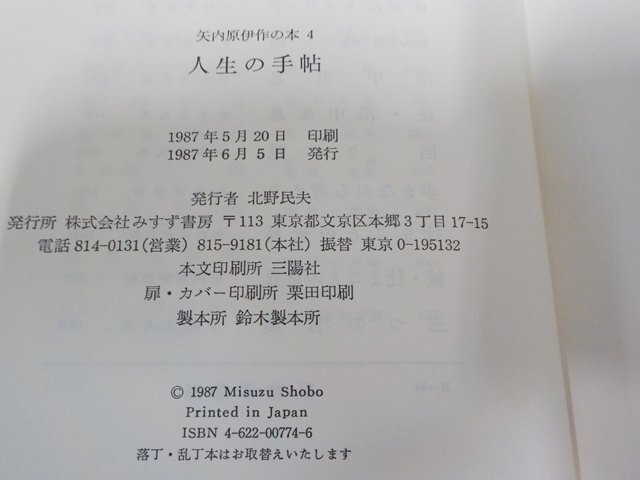 矢内原伊作の本 4
人生の手帖
1987年5月20日 印刷
1987年6月5日 発行
発行者 北野民夫
発行所 株式会社みすず書房 〒113 東京都文京区本郷3丁目17-15
電話 814-0131(営業) 815-9181(本社) 振替 東京0-195132
本文印刷所 三陽社
扉・カバー印刷所 栗田印刷
製本所 鈴木製本所
© 1987 Misuzu Shobo
Printed in Japan
ISBN 4-622-00774-6
落丁・乱丁本はお取替えいたします